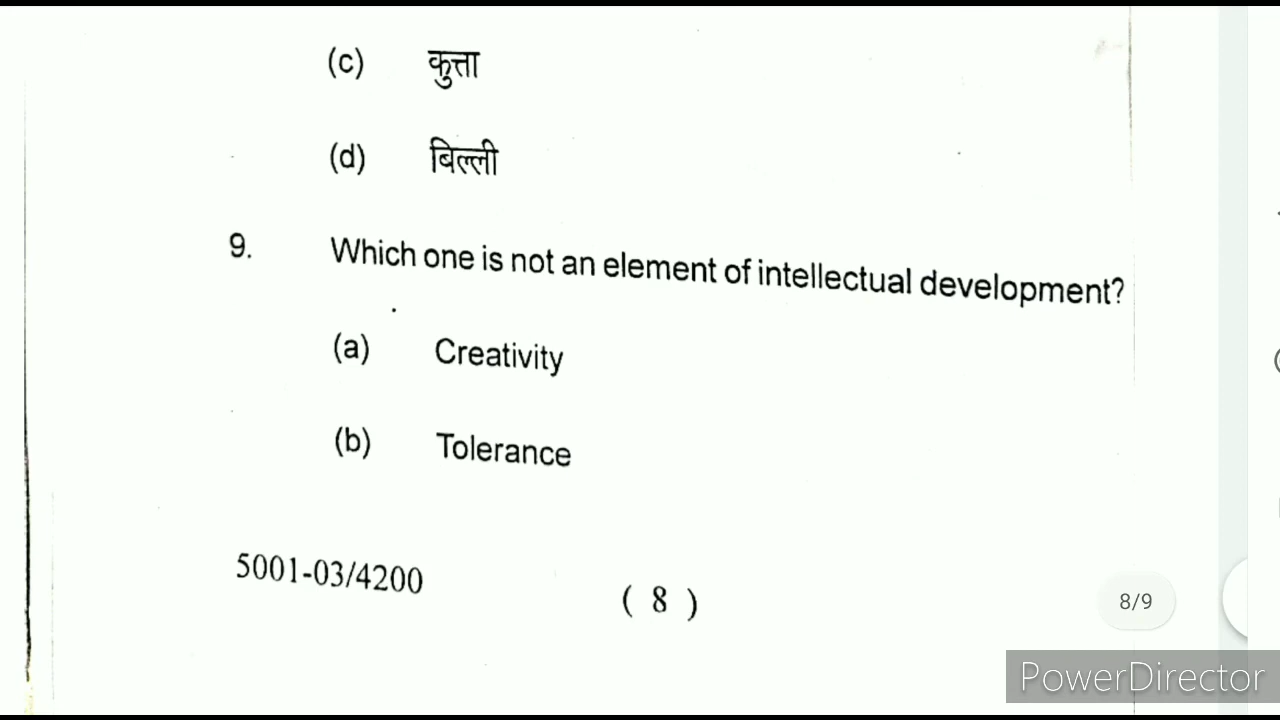 (c) कुत्ता
(d) बिल्ली
9. Which one is not an element of intellectual development?
(a) Creativity
(b) Tolerance
5001-03/4200
( 8 )
8/9
PowerDirector